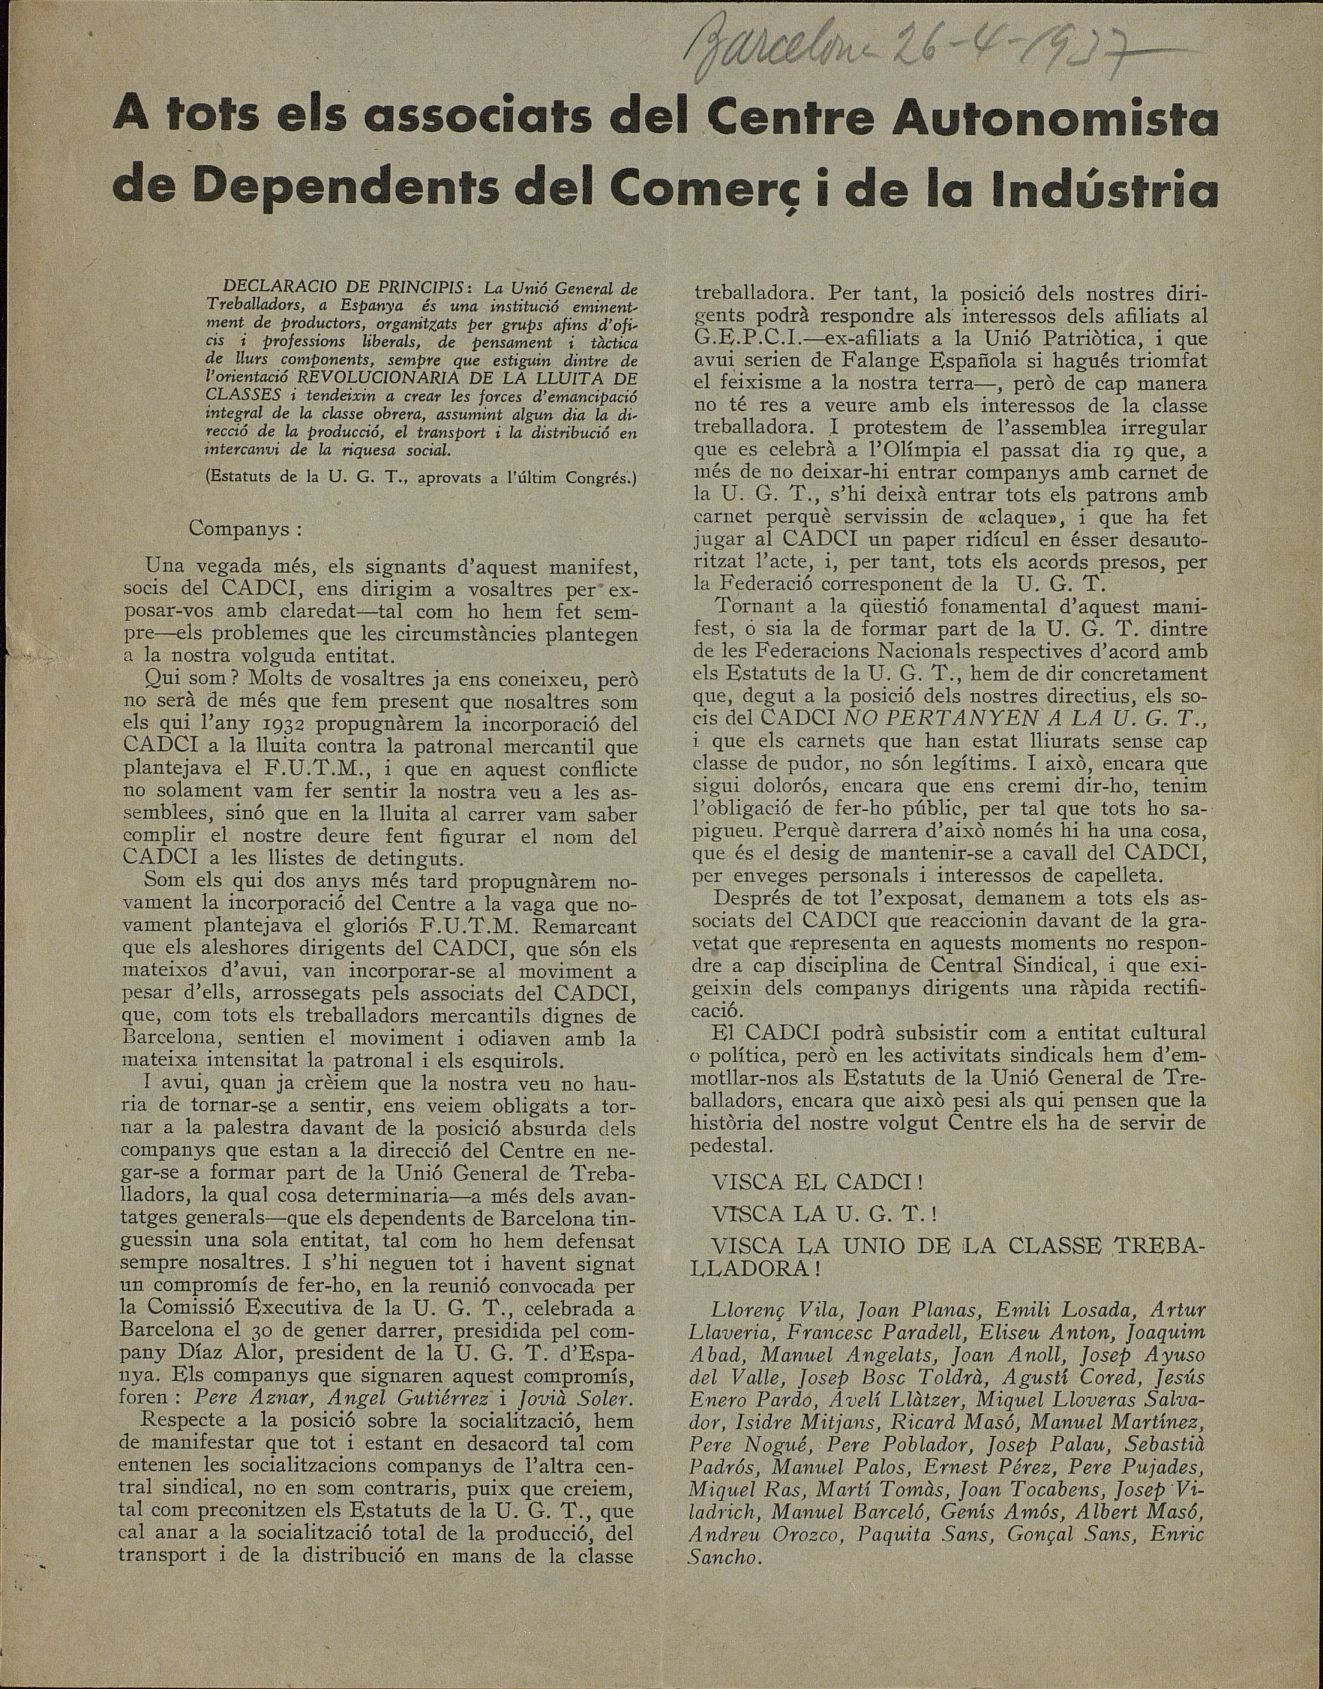 Barcelona 26-4-1937
A tots els associats del Centre Autonomista
de Dependents del Comerç i de la Indústria
DECLARACIO DE PRINCIPIS: La Unió General de
Treballadors, a Espanya és una institució eminent-
ment de productors, organitzats per grups afins d'ofi-
cis i professions liberals, de pensament i tàctica
de llurs components, sempre que estiguin dintre de
l'orientació REVOLUCIONARIA DE LA LLUITA DE
CLASSES i tendeixin a crear les forces d'emancipació
integral de la classe obrera, assumint algun dia la di-
recció de la producció, el transport i la distribució en
intercanvi de la riquesa social.
(Estatuts de la U. G. T., aprovats a l'últim Congrés.)
Companys :
Una vegada més, els signants d'aquest manifest,
socis del CADCI, ens dirigim a vosaltres per ex-
posar-vos amb claredat—tal com ho hem fet sem-
pre—els problemes que les circumstàncies plantegen
a la nostra volguda entitat.
Qui som? Molts de vosaltres ja ens coneixeu, però
no serà de més que fem present que nosaltres som
els qui l'any 1932 propugnàrem la incorporació del
CADCI a la lluita contra la patronal mercantil que
plantejava el F.U.T.M., i que en aquest conflicte
no solament vam fer sentir la nostra veu a les as-
semblees, sinó que en la lluita al carrer vam saber
complir el nostre deure fent figurar el nom del
CADCI a les llistes de detinguts.
Som els qui dos anys més tard propugnàrem no-
vament la incorporació del Centre a la vaga que no-
vament plantejava el gloriós F.U.T.M. Remarcant
que els aleshores dirigents del CADCI, que són els
mateixos d'avui, van incorporar-se al moviment a
pesar d'ells, arrossegats pels associats del CADCI,
que, com tots els treballadors mercantils dignes de
Barcelona, sentien el moviment i odiaven amb la
mateixa intensitat la patronal i els esquirols.
I avui, quan ja crèiem que la nostra veu no hau-
ria de tornar-se a sentir, ens veiem obligats a tor-
nar a la palestra davant de la posició absurda dels
companys que estan a la direcció del Centre en ne-
gar-se a formar part de la Unió General de Treba-
lladors, la qual cosa determinaria—a més dels avan-
tatges generals—que els dependents de Barcelona tin-
guessin una sola entitat, tal com ho hem defensat
sempre nosaltres. I s'hi neguen tot i havent signat
un compromís de fer-ho, en la reunió convocada per
la Comissió Executiva de la U. G. T., celebrada a
Barcelona el 30 de gener darrer, presidida pel com-
pany Díaz Alor, president de la U. G. T. d'Espa-
nya. Els companys que signaren aquest compromís,
foren : Pere Aznar, Angel Gutiérrez i Jovià Soler.
Respecte a la posició sobre la socialització, hem
de manifestar que tot i estant en desacord tal com
entenen les socialitzacions companys de l'altra cen-
tral sindical, no en som contraris, puix que creiem,
tal com preconitzen els Estatuts de la U. G. T., que
cal anar a la socialització total de la producció, del
transport i de la distribució en mans de la classe
treballadora. Per tant, la posició dels nostres diri-
gents podrà respondre als interessos dels afiliats al
G.E.P.C.I.—ex-afiliats a la Unió Patriòtica, i que
avui serien de Falange Española si hagués triomfat
el feixisme a la nostra terra—, però de cap manera
no té res a veure amb els interessos de la classe
treballadora. I protestem de l'assemblea irregular
que es celebrà a l'Olímpia el passat dia 19 que, a
més de no deixar-hi entrar companys amb carnet de
la U. G. T., s'hi deixà entrar tots els patrons amb
carnet perquè servissin de «claque», i que ha fet
jugar al CADCI un paper ridícul en ésser desauto-
ritzat l'acte, i, per tant, tots els acords presos, per
la Federació corresponent de la U. G. T.
Tornant a la qüestió fonamental d'aquest mani-
fest, o sia la de formar part de la U. G. T. dintre
de les Federacions Nacionals respectives d'acord amb
els Estatuts de la U. G. T., hem de dir concretament
que, degut a la posició dels nostres directius, els so-
cis del CADCI NO PERTANYEN A LA U. G. T.,
i que els carnets que han estat lliurats sense cap
classe de pudor, no són legítims. I això, encara que
sigui dolorós, encara que ens cremi dir-ho, tenim
l'obligació de fer-ho públic, per tal que tots ho sa-
pigueu. Perquè darrera d'això només hi ha una cosa,
que és el desig de mantenir-se a cavall del CADCI,
per enveges personals i interessos de capelleta.
Després de tot l'exposat, demanem a tots els as-
sociats del CADCI que reaccionin davant de la gra-
vetat que representa en aquests moments no respon-
dre a cap disciplina de Central Sindical, i que exi-
geixin dels companys dirigents una ràpida rectifi-
cació.
El CADCI podrà subsistir com a entitat cultural
o política, però en les activitats sindicals hem d'em-
motllar-nos als Estatuts de la Unió General de Tre-
balladors, encara que això pesi als qui pensen que la
història del nostre volgut Centre els ha de servir de
pedestal.
VISCA EL CADCI !
VISCA LA U. G. T. !
VISCA LA UNIO DE LA CLASSE TREBA-
LLADORA !
Llorenç Vila, Joan Planas, Emili Losada, Artur
Llaveria, Francesc Paradell, Eliseu Anton, Joaquim
Abad, Manuel Angelats, Joan Anoll, Josep Ayuso
del Valle, Josep Bosc Toldrà, Agustí Cored, Jesús
Enero Pardo, Avelí Llàtzer, Miquel Lloveras Salva-
dor, Isidre Mitjans, Ricard Masó, Manuel Martínez,
Pere Nogué, Pere Poblador, Josep Palau, Sebastià
Padrós, Manuel Palos, Ernest Pérez, Pere Pujades,
Miquel Ras, Martí Tomàs, Joan Tocabens, Josep Vi-
ladrich, Manuel Barceló, Genís Amós, Albert Masó,
Andreu Orozco, Paquita Sans, Gonçal Sans, Enric
Sancho.